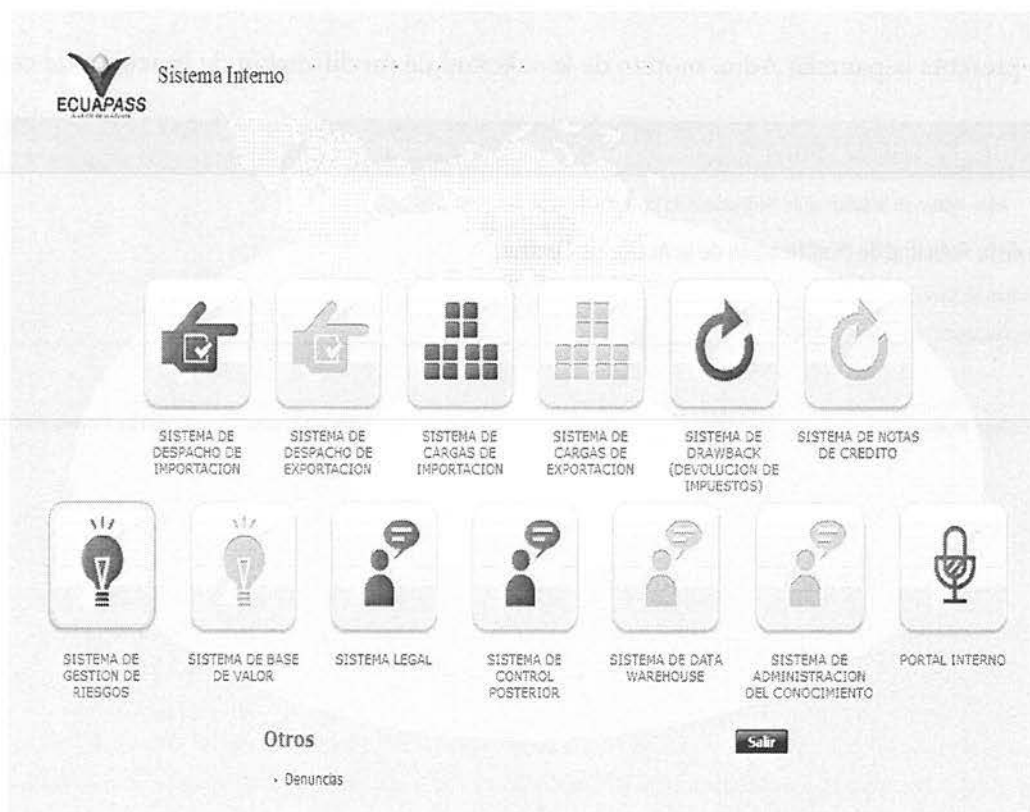 Sistema Interno
ECUAPASS
SISTEMA DE DESPACHO DE IMPORTACION
SISTEMA DE DESPACHO DE EXPORTACION
SISTEMA DE CARGAS DE IMPORTACION
SISTEMA DE CARGAS DE EXPORTACION
SISTEMA DE DRAWBACK (DEVOLUCION DE IMPUESTOS)
SISTEMA DE NOTAS DE CREDITO
SISTEMA DE GESTION DE RIESGOS
SISTEMA DE BASE DE VALOR
SISTEMA LEGAL
SISTEMA DE CONTROL POSTERIOR
SISTEMA DE DATA WAREHOUSE
SISTEMA DE ADMINISTRACION DEL CONOCIMIENTO
PORTAL INTERNO
Otros
Salir
Denuncias